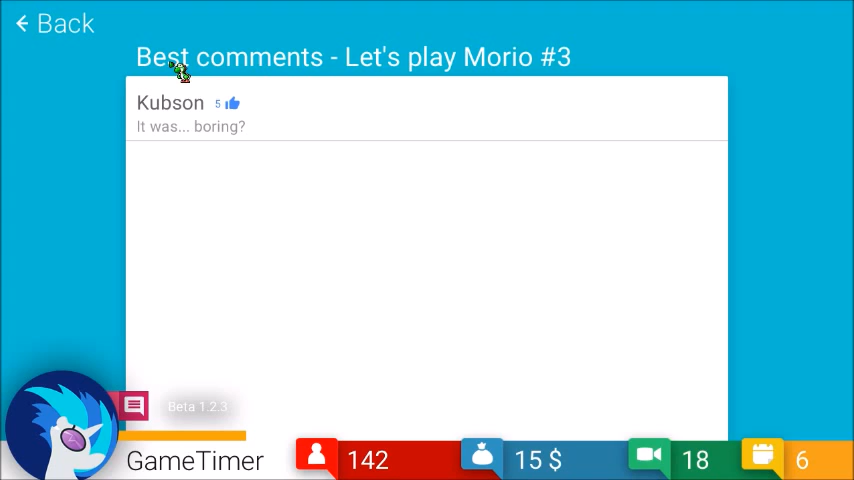 Back
Best comments - Let's play Morio #3
Kubson 5
It was... boring?
Beta 1.2.3
GameTimer 142 15 $ 18 6